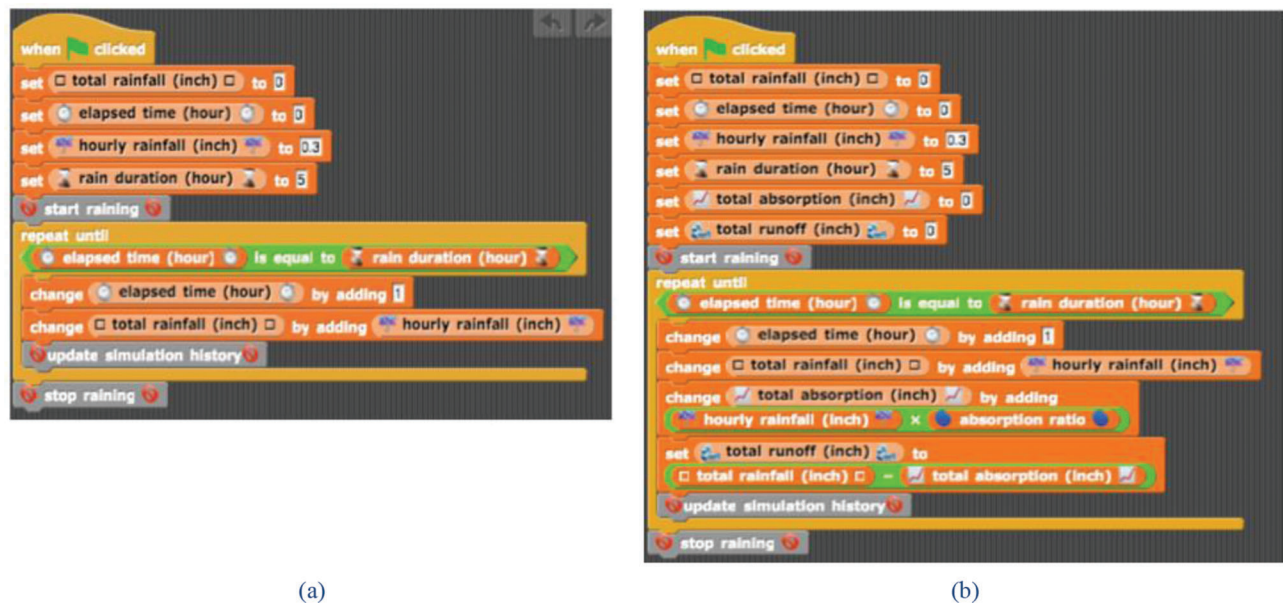 when clicked
set total rainfall (inch) to 0
set elapsed time (hour) to 0
set hourly rainfall (inch) to 0.3
set rain duration (hour) to 5
start raining
repeat until
elapsed time (hour) is equal to rain duration (hour)
change elapsed time (hour) by adding 1
change total rainfall (inch) by adding hourly rainfall (inch)
update simulation history
stop raining
(a)
when clicked
set total rainfall (inch) to 0
set elapsed time (hour) to 0
set hourly rainfall (inch) to 0.3
set rain duration (hour) to 5
set total absorption (inch) to 0
set total runoff (inch) to 0
start raining
repeat until
elapsed time (hour) is equal to rain duration (hour)
change elapsed time (hour) by adding 1
change total rainfall (inch) by adding hourly rainfall (inch)
change total absorption (inch) by adding
hourly rainfall (inch) × absorption ratio
set total runoff (inch) to
total rainfall (inch) - total absorption (inch)
update simulation history
stop raining
(b)